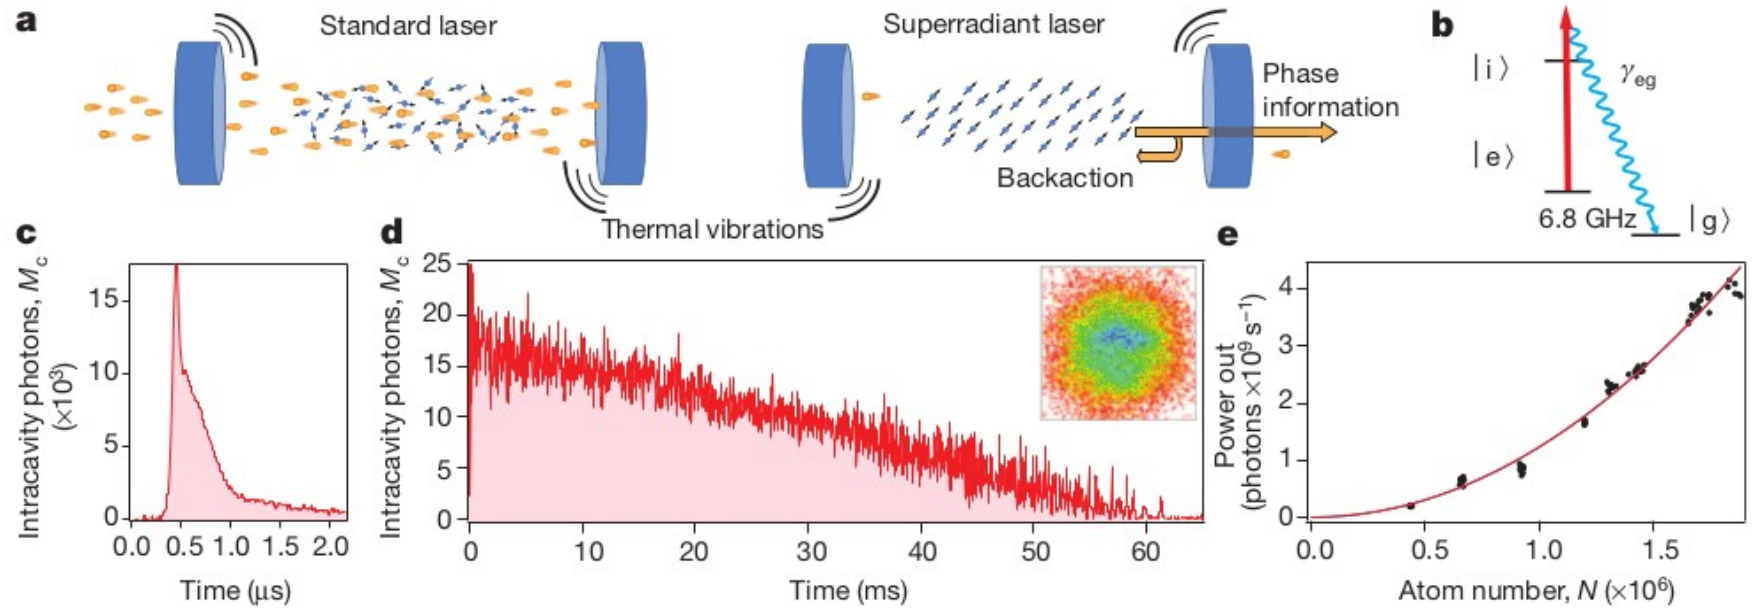 a
Standard laser
Superradiant laser
Phase
information
Backaction
Thermal vibrations
b
|i⟩
γeg
|e⟩
6.8 GHz
|g⟩
c
Intracavity photons, Mc
(×10³)
15
10
5
0
0.0 0.5 1.0 1.5 2.0
Time (μs)
d
Intracavity photons, Mc
25
20
15
10
5
0
0 10 20 30 40 50 60
Time (ms)
e
Power out
(photons ×10⁹ s⁻¹)
4
3
2
1
0
0.0 0.5 1.0 1.5
Atom number, N (×10⁶)